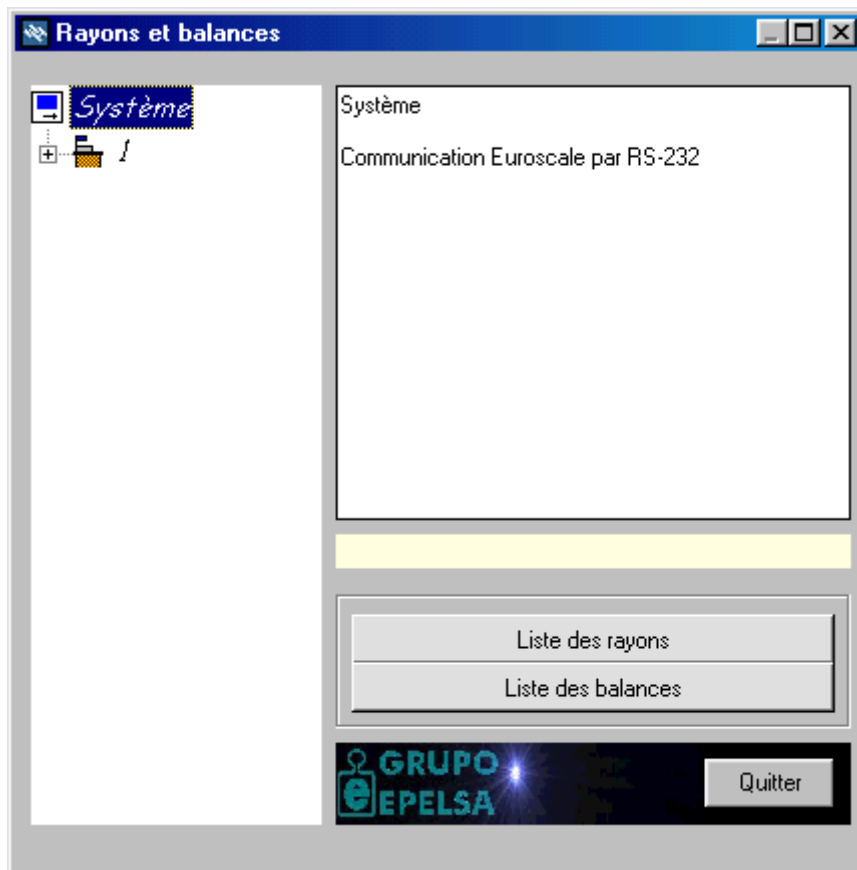 Rayons et balances
Système
1
Système
Communication Euroscale par RS-232
Liste des rayons
Liste des balances
GRUPO
e EPELSA
Quitter